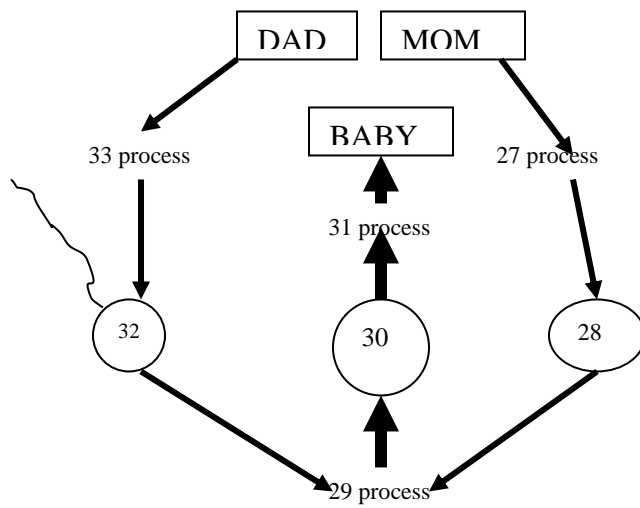 DAD
MOM
BABY
33 process
27 process
31 process
32
30
28
29 process